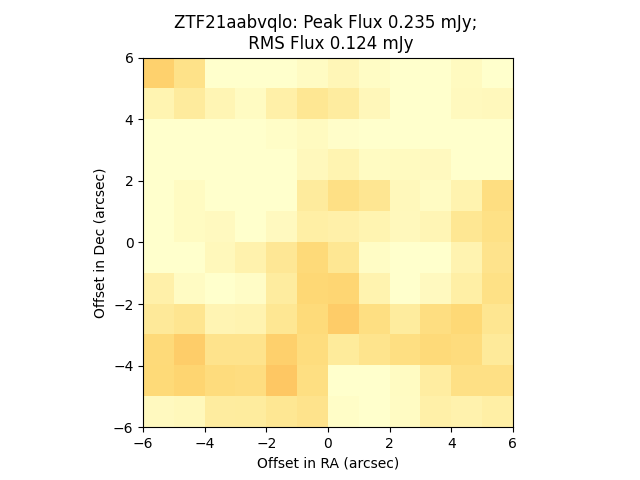 ZTF21aabvqlo: Peak Flux 0.235 mJy;
RMS Flux 0.124 mJy
6
4
2
0
−2
−4
−6
Offset in Dec (arcsec)
−6 −4 −2 0 2 4 6
Offset in RA (arcsec)